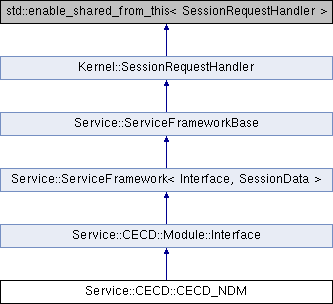 std::enable_shared_from_this< SessionRequestHandler >
Kernel::SessionRequestHandler
Service::ServiceFrameworkBase
Service::ServiceFramework< Interface, SessionData >
Service::CECD::Module::Interface
Service::CECD::CECD_NDM